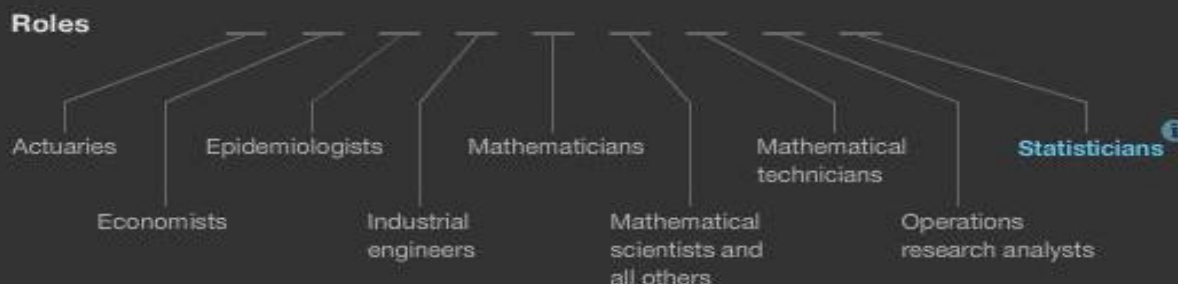 Roles
Actuaries
Epidemiologists
Mathematicians
Mathematical
technicians
Statisticians
Economists
Industrial
engineers
Mathematical
scientists and
all others
Operations
research analysts